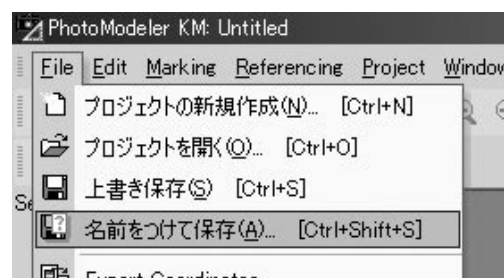 PhotoModeler KM: Untitled
File Edit Marking Referencing Project Window
プロジェクトの新規作成(N)... [Ctrl+N]
プロジェクトを開く(O)... [Ctrl+O]
上書き保存(S) [Ctrl+S]
名前をつけて保存(A)... [Ctrl+Shift+S]
Export Coordinates